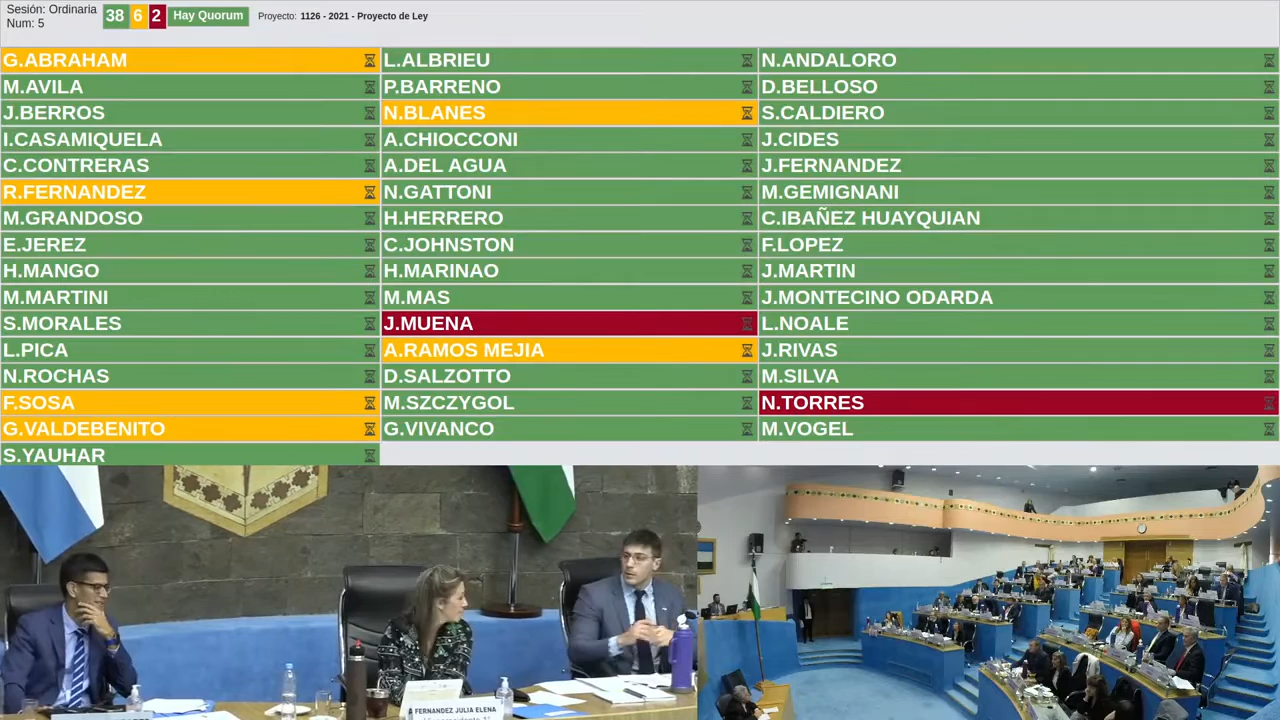 Sesión: Ordinaria
Num: 5
38 6 2 Hay Quorum
Proyecto: 1126 - 2021 - Proyecto de Ley
G.ABRAHAM L.ALBRIEU N.ANDALORO
M.AVILA P.BARRENO D.BELLOSO
J.BERROS N.BLANES S.CALDIERO
I.CASAMIQUELA A.CHIOCCONI J.CIDES
C.CONTRERAS A.DEL AGUA J.FERNANDEZ
R.FERNANDEZ N.GATTONI M.GEMIGNANI
M.GRANDOSO H.HERRERO C.IBAÑEZ HUAYQUIAN
E.JEREZ C.JOHNSTON F.LOPEZ
H.MANGO H.MARINAO J.MARTIN
M.MARTINI M.MAS J.MONTECINO ODARDA
S.MORALES J.MUENA L.NOALE
L.PICA A.RAMOS MEJIA J.RIVAS
N.ROCHAS D.SALZOTTO M.SILVA
F.SOSA M.SZCZYGOL N.TORRES
G.VALDEBENITO G.VIVANCO M.VOGEL
S.YAUHAR
FERNANDEZ JULIA ELENA